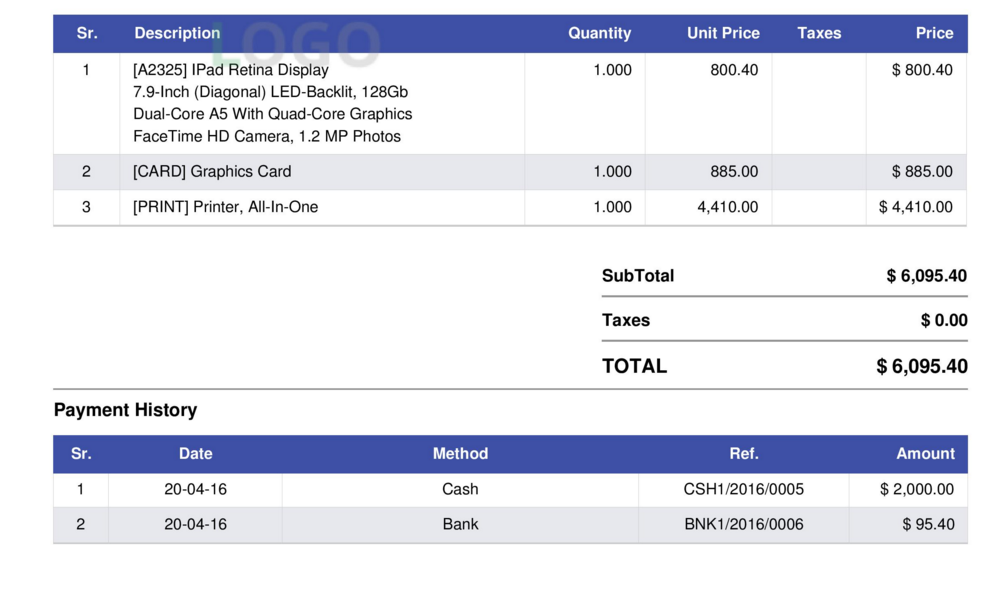 LOGO
Sr. Description Quantity Unit Price Taxes Price
1 [A2325] IPad Retina Display 1.000 800.40 $ 800.40
7.9-Inch (Diagonal) LED-Backlit, 128Gb
Dual-Core A5 With Quad-Core Graphics
FaceTime HD Camera, 1.2 MP Photos
2 [CARD] Graphics Card 1.000 885.00 $ 885.00
3 [PRINT] Printer, All-In-One 1.000 4,410.00 $ 4,410.00
SubTotal $ 6,095.40
Taxes $ 0.00
TOTAL $ 6,095.40
Payment History
Sr. Date Method Ref. Amount
1 20-04-16 Cash CSH1/2016/0005 $ 2,000.00
2 20-04-16 Bank BNK1/2016/0006 $ 95.40